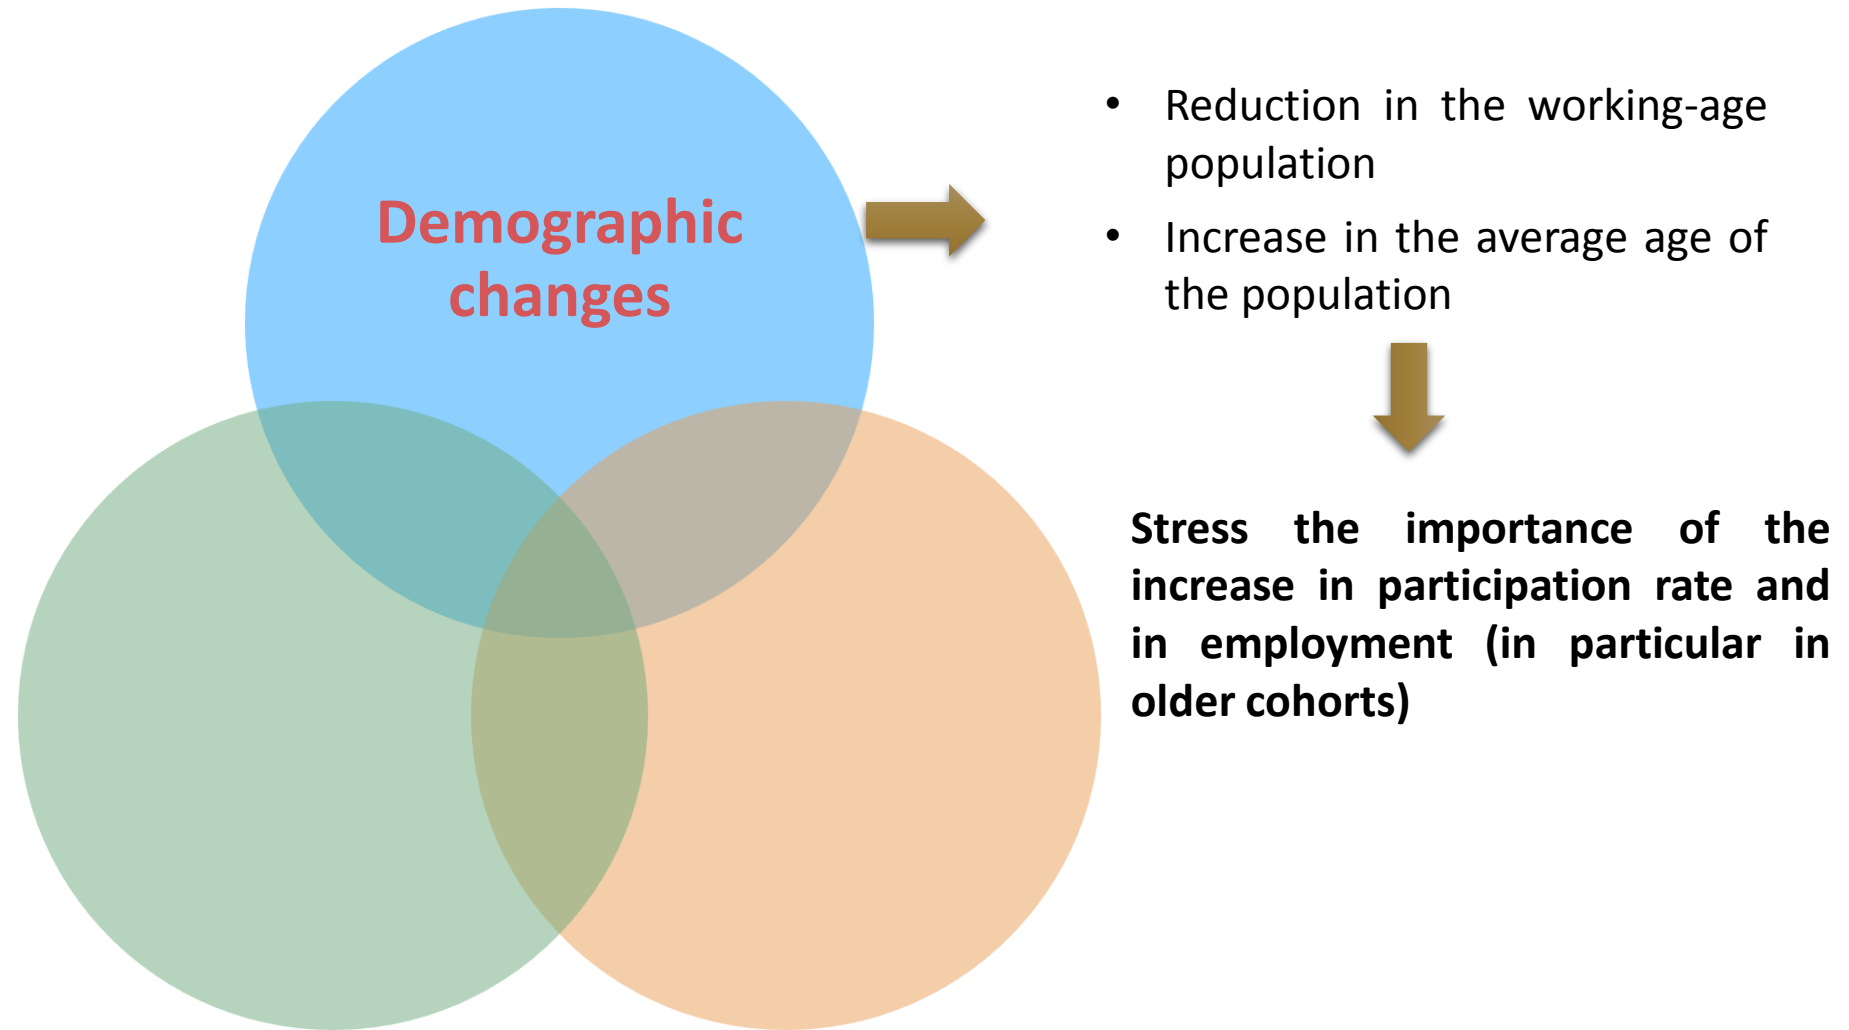 Demographic
changes
• Reduction in the working-age
population
• Increase in the average age of
the population
Stress the importance of the
increase in participation rate and
in employment (in particular in
older cohorts)